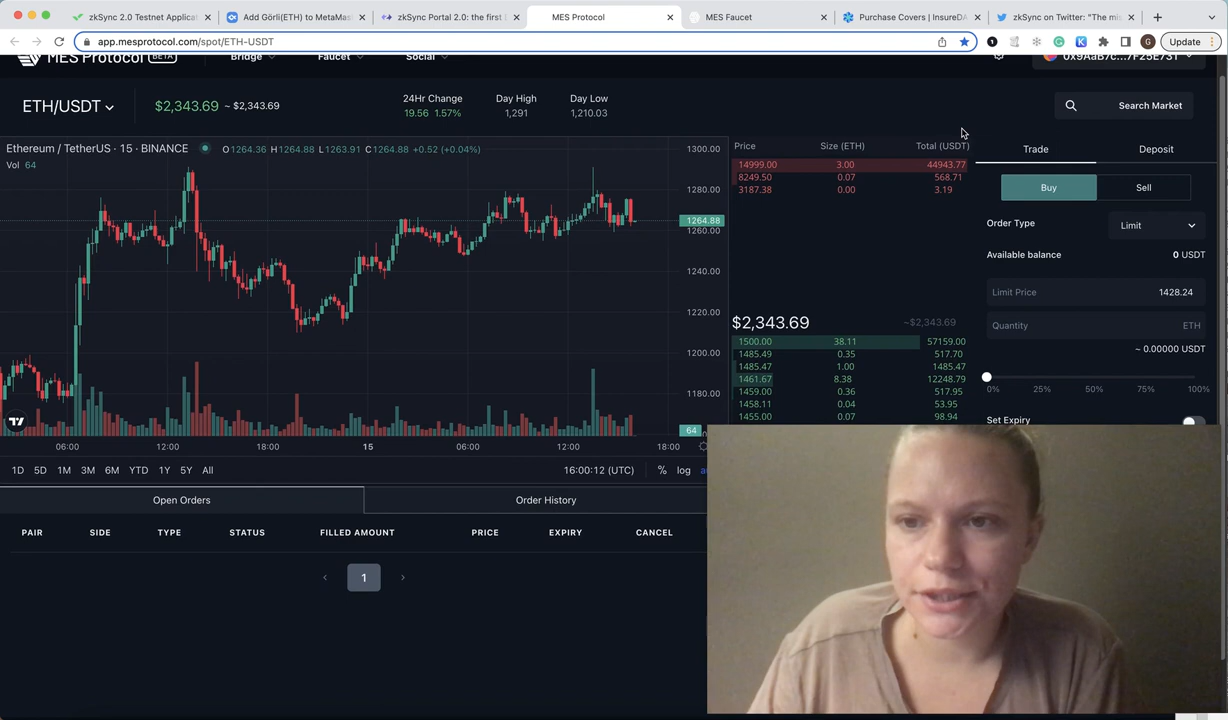 zkSync 2.0 Testnet Applicat
Add Görli(ETH) to MetaMas
zkSync Portal 2.0: the first
MES Protocol
MES Faucet
Purchase Covers | InsureDA
zkSync on Twitter: "The mis
app.mesprotocol.com/spot/ETH-USDT
G
Update
MES Protocol BETA
Bridge
Faucet
Social
0x9AaB7c...7F25E731
ETH/USDT
$2,343.69 ~ $2,343.69
24Hr Change
19.56 1.57%
Day High
1,291
Day Low
1,210.03
Search Market
Ethereum / TetherUS · 15 · BINANCE
O1264.36 H1264.88 L1263.91 C1264.88 +0.52 (+0.04%)
Vol 64
1300.00
1280.00
1264.88
1260.00
1240.00
1220.00
1200.00
1180.00
64
06:00
12:00
18:00
15
06:00
12:00
18:00
1D 5D 1M 3M 6M YTD 1Y 5Y All
16:00:12 (UTC)
% log
Price Size (ETH) Total (USDT)
14999.00 3.00 44943.77
8249.50 0.07 568.71
3187.38 0.00 3.19
$2,343.69 ~$2,343.69
1500.00 38.11 57159.00
1485.49 0.35 517.70
1485.47 1.00 1485.47
1461.67 8.38 12248.79
1459.00 0.36 517.95
1458.11 0.04 53.95
1455.00 0.07 98.94
Trade
Deposit
Buy
Sell
Order Type
Limit
Available balance
0 USDT
Limit Price
1428.24
Quantity
ETH
~ 0.00000 USDT
0% 25% 50% 75% 100%
Set Expiry
Open Orders
Order History
PAIR SIDE TYPE STATUS FILLED AMOUNT PRICE EXPIRY CANCEL
‹ 1 ›